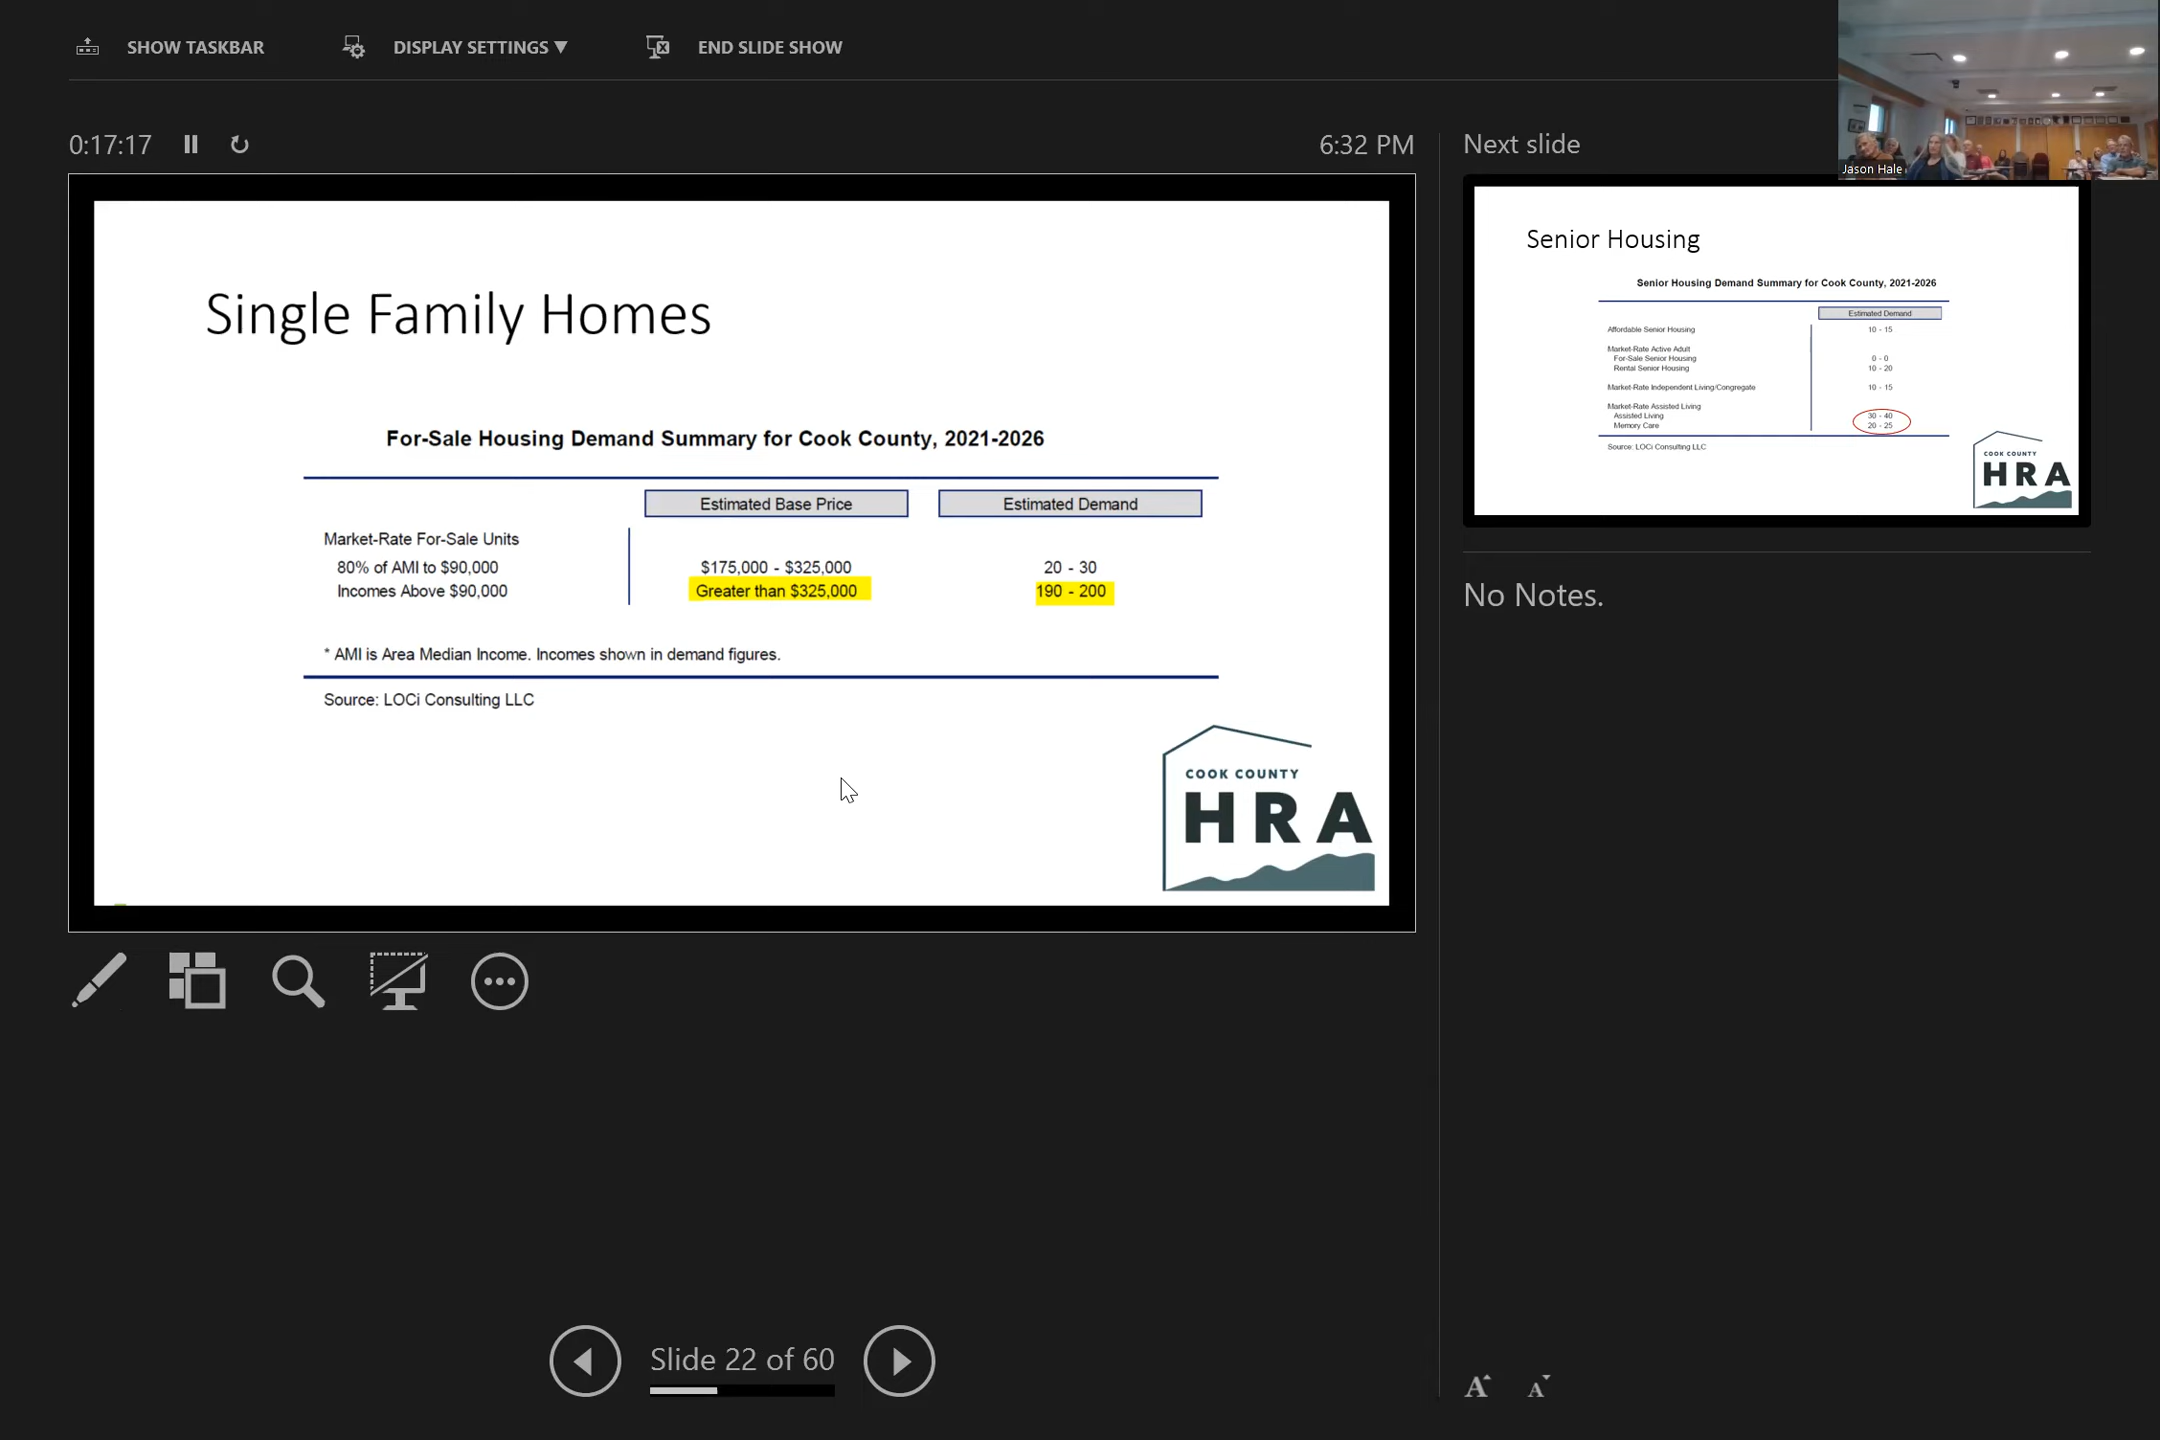 SHOW TASKBAR
DISPLAY SETTINGS ▼
END SLIDE SHOW
0:17:17
6:32 PM
Next slide
Jason Hale
Single Family Homes
For-Sale Housing Demand Summary for Cook County, 2021-2026
Estimated Base Price
Estimated Demand
Market-Rate For-Sale Units
80% of AMI to $90,000
$175,000 - $325,000
20 - 30
Incomes Above $90,000
Greater than $325,000
190 - 200
* AMI is Area Median Income. Incomes shown in demand figures.
Source: LOCi Consulting LLC
COOK COUNTY
HRA
Senior Housing
Senior Housing Demand Summary for Cook County, 2021-2026
Estimated Demand
Affordable Senior Housing
10 - 15
Market-Rate Active Adult
For-Sale Senior Housing
0 - 0
Rental Senior Housing
10 - 20
Market-Rate Independent Living/Congregate
10 - 15
Market-Rate Assisted Living
Assisted Living
30 - 40
Memory Care
20 - 25
Source: LOCi Consulting LLC
COOK COUNTY
HRA
No Notes.
Slide 22 of 60
A
A